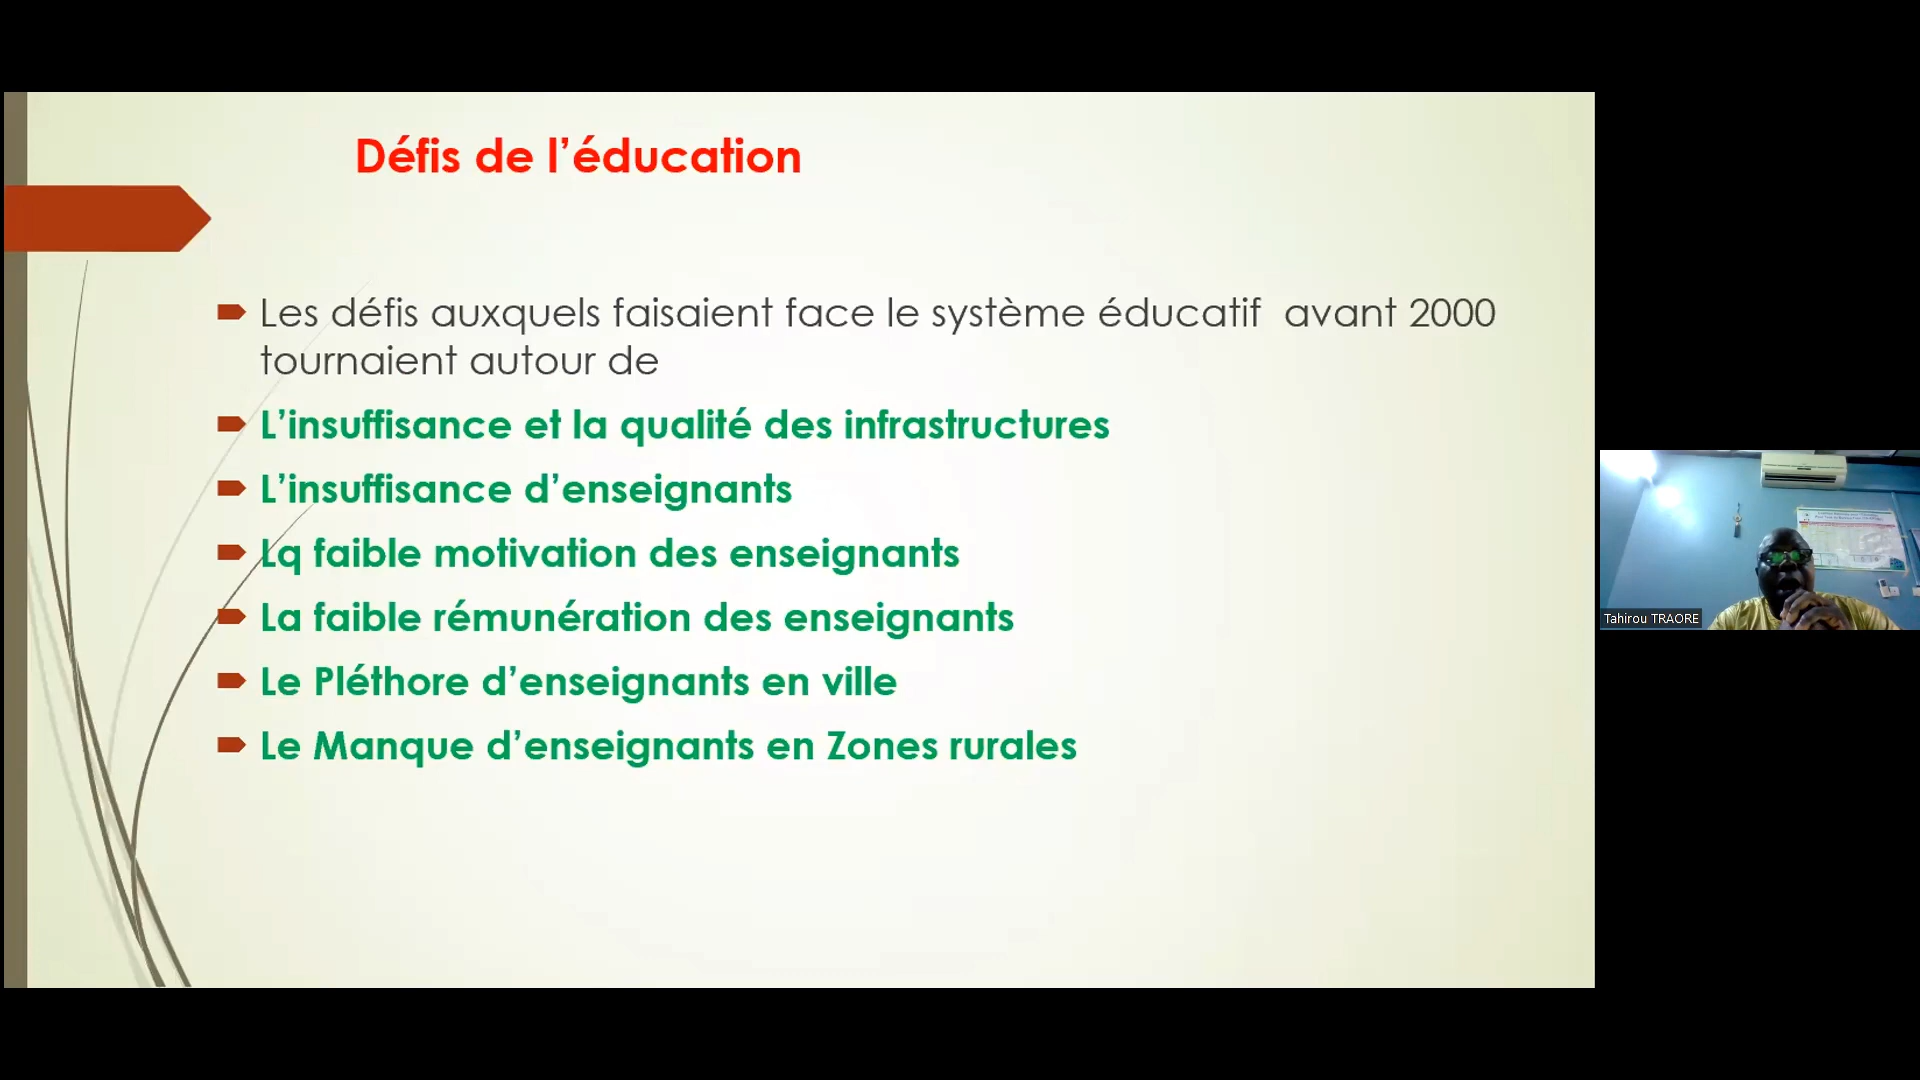 Défis de l’éducation
Les défis auxquels faisaient face le système éducatif avant 2000
tournaient autour de
L’insuffisance et la qualité des infrastructures
L’insuffisance d’enseignants
Lq faible motivation des enseignants
La faible rémunération des enseignants
Le Pléthore d’enseignants en ville
Le Manque d’enseignants en Zones rurales
Tahirou TRAORE